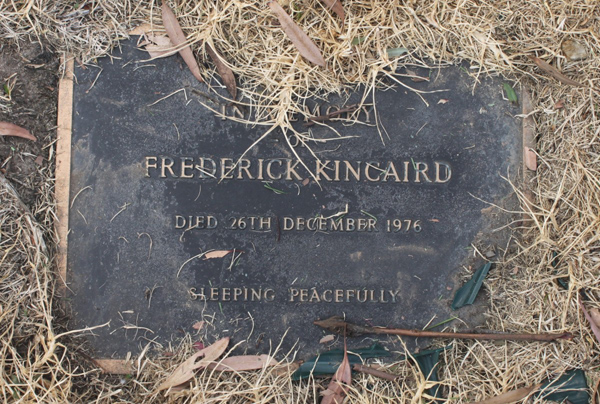 FREDERICK KINCAIRD
DIED 26TH DECEMBER 1976
SLEEPING PEACEFULLY